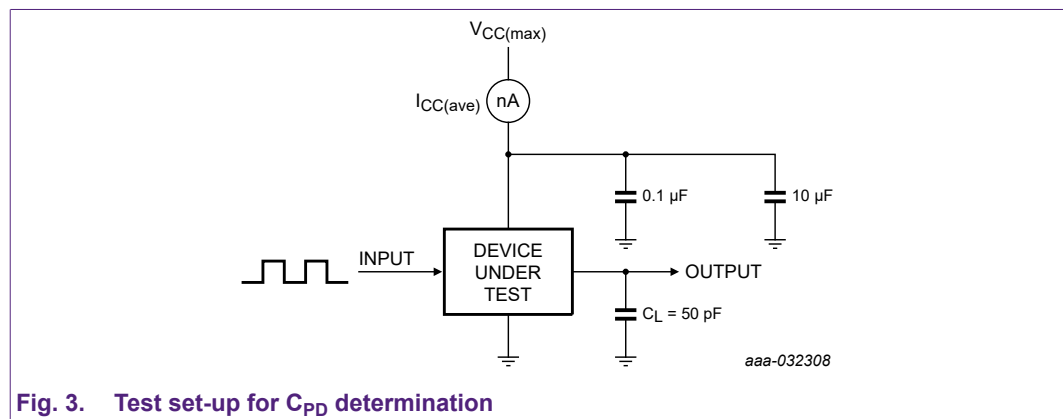 VCC(max)
ICC(ave)
nA
0.1 µF
10 µF
INPUT
DEVICE
UNDER
TEST
OUTPUT
CL = 50 pF
aaa-032308
Fig. 3. Test set-up for CPD determination